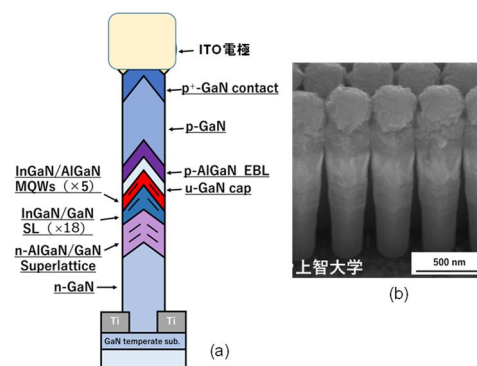 ITO電極
p⁺-GaN contact
p-GaN
p-AlGaN EBL
u-GaN cap
InGaN/AlGaN
MQWs (×5)
InGaN/GaN
SL (×18)
n-AlGaN/GaN
Superlattice
n-GaN
Ti
Ti
GaN temperate sub.
(a)
上智大学
500 nm
(b)